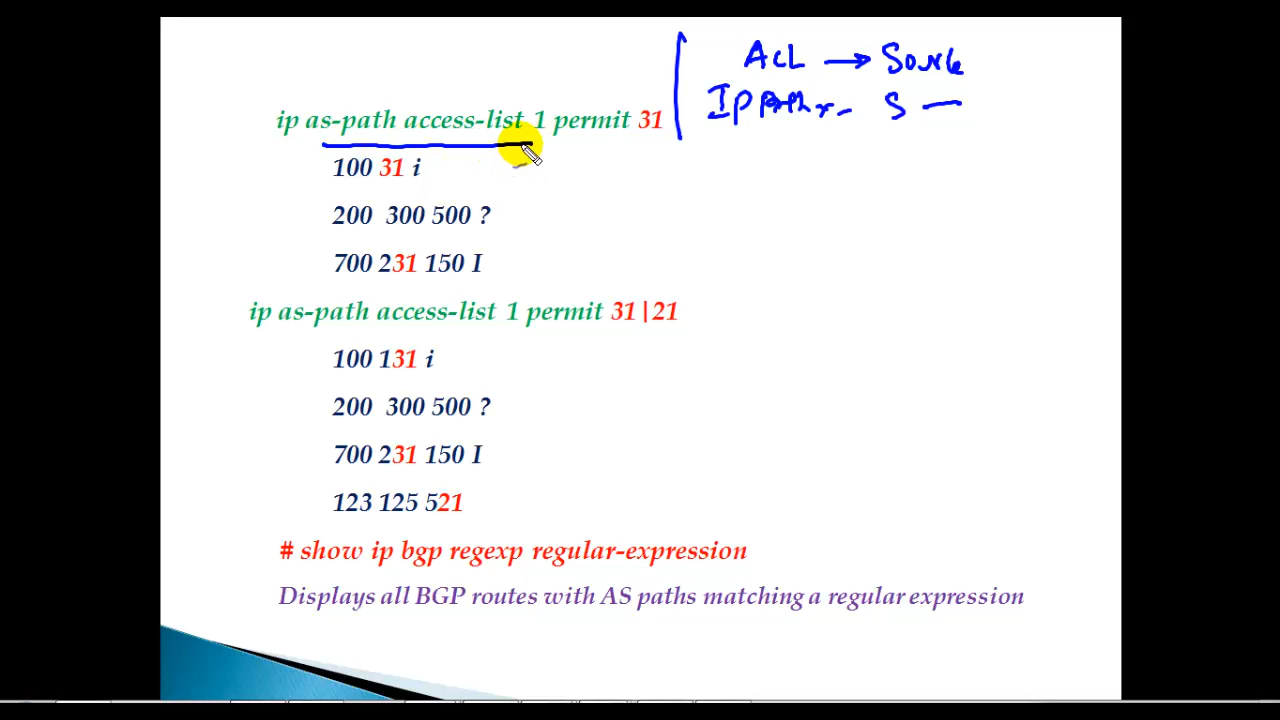 ACL → Source
IP
S —
ip as-path access-list 1 permit 31
100 31 i
200 300 500 ?
700 231 150 I
ip as-path access-list 1 permit 31|21
100 131 i
200 300 500 ?
700 231 150 I
123 125 521
# show ip bgp regexp regular-expression
Displays all BGP routes with AS paths matching a regular expression